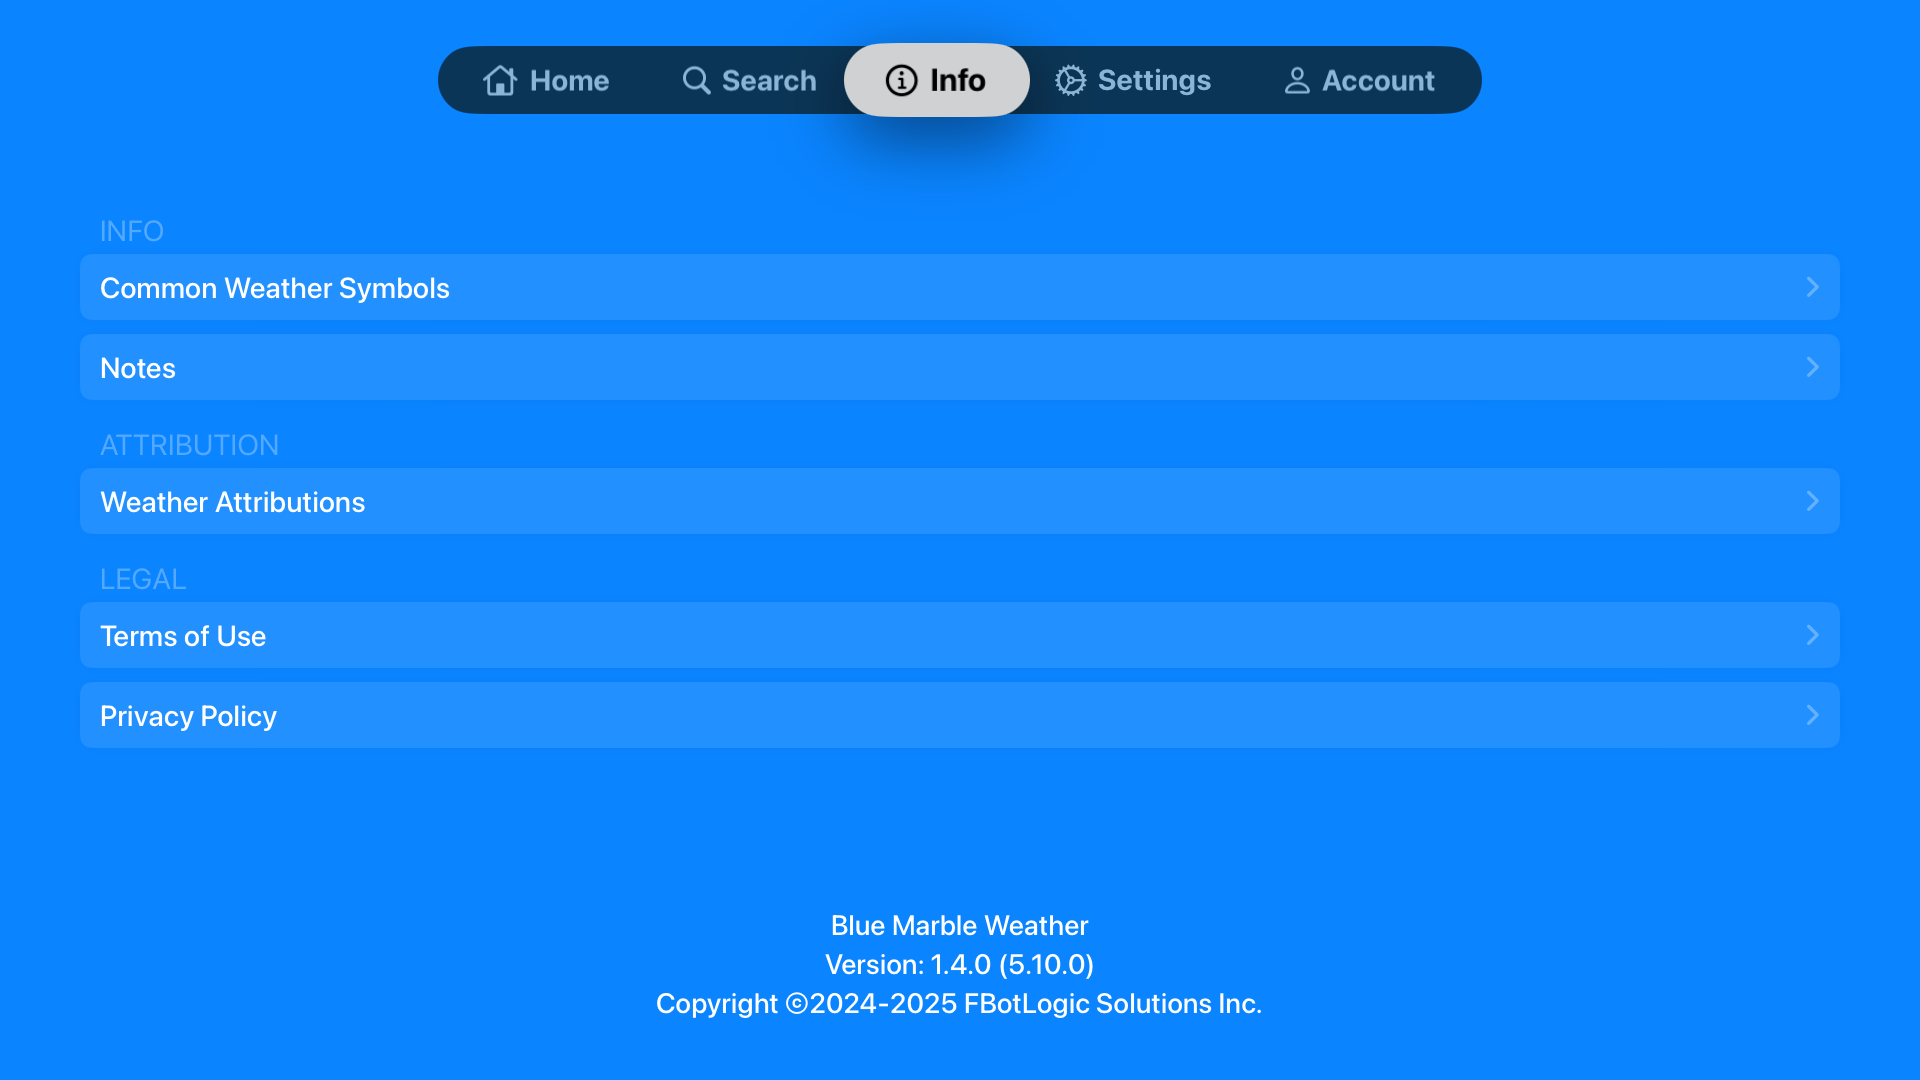 Home
Search
Info
Settings
Account
INFO
Common Weather Symbols
Notes
ATTRIBUTION
Weather Attributions
LEGAL
Terms of Use
Privacy Policy
Blue Marble Weather
Version: 1.4.0 (5.10.0)
Copyright ©2024-2025 FBotLogic Solutions Inc.